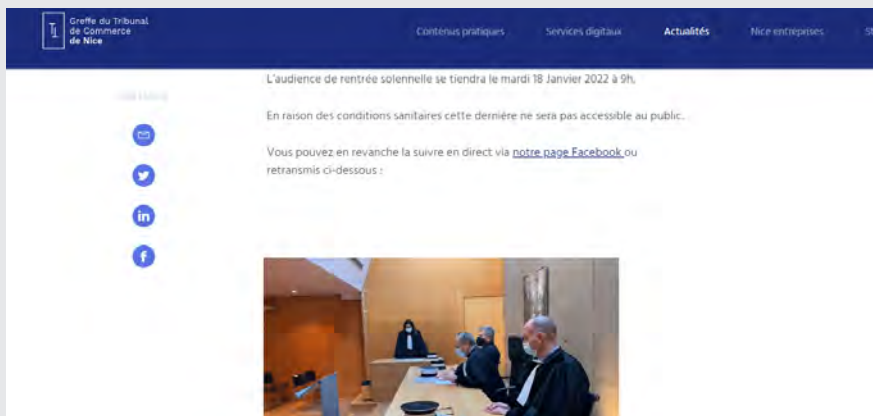 Greffe du Tribunal
de Commerce
de Nice
Contenus pratiques
Services digitaux
Actualités
Nice entreprises
L'audience de rentrée solennelle se tiendra le mardi 18 Janvier 2022 à 9h.
En raison des conditions sanitaires cette dernière ne sera pas accessible au public.
Vous pouvez en revanche la suivre en direct via notre page Facebook ou
retransmis ci-dessous :